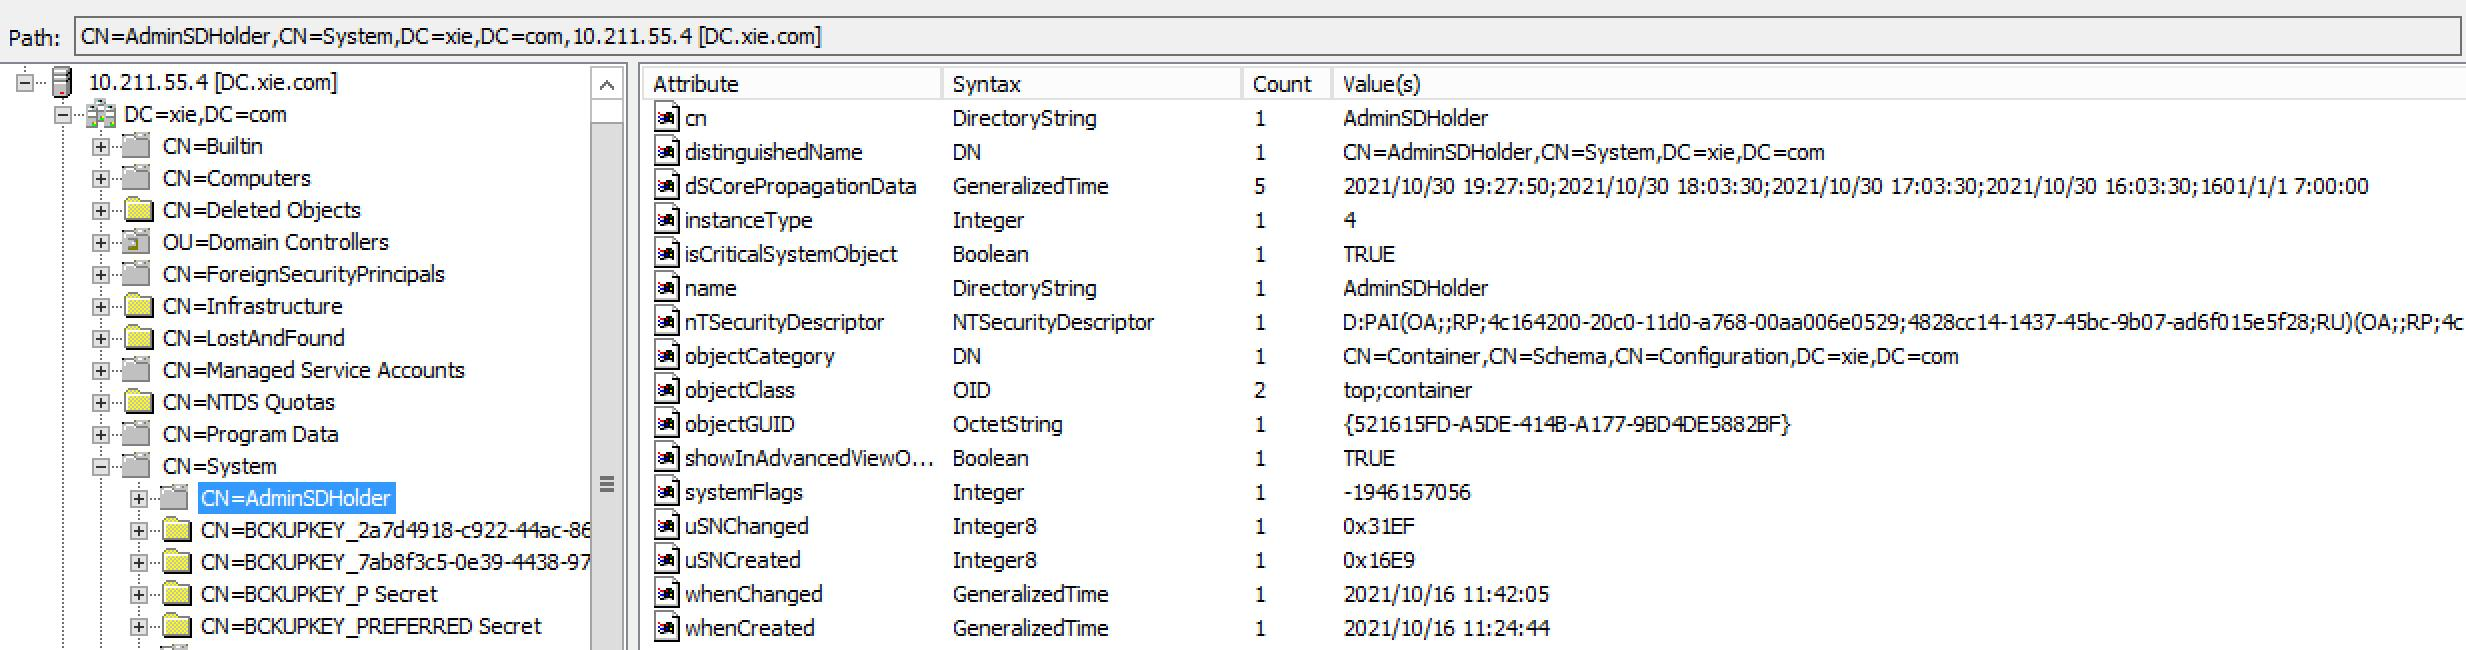 Path: CN=AdminSDHolder,CN=System,DC=xie,DC=com,10.211.55.4 [DC.xie.com]
10.211.55.4 [DC.xie.com]
DC=xie,DC=com
CN=Builtin
CN=Computers
CN=Deleted Objects
OU=Domain Controllers
CN=ForeignSecurityPrincipals
CN=Infrastructure
CN=LostAndFound
CN=Managed Service Accounts
CN=NTDS Quotas
CN=Program Data
CN=System
CN=AdminSDHolder
CN=BCKUPKEY_2a7d4918-c922-44ac-86
CN=BCKUPKEY_7ab8f3c5-0e39-4438-97
CN=BCKUPKEY_P Secret
CN=BCKUPKEY_PREFERRED Secret
Attribute Syntax Count Value(s)
cn DirectoryString 1 AdminSDHolder
distinguishedName DN 1 CN=AdminSDHolder,CN=System,DC=xie,DC=com
dSCorePropagationData GeneralizedTime 5 2021/10/30 19:27:50;2021/10/30 18:03:30;2021/10/30 17:03:30;2021/10/30 16:03:30;1601/1/1 7:00:00
instanceType Integer 1 4
isCriticalSystemObject Boolean 1 TRUE
name DirectoryString 1 AdminSDHolder
nTSecurityDescriptor NTSecurityDescriptor 1 D:PAI(OA;;RP;4c164200-20c0-11d0-a768-00aa006e0529;4828cc14-1437-45bc-9b07-ad6f015e5f28;RU)(OA;;RP;4c
objectCategory DN 1 CN=Container,CN=Schema,CN=Configuration,DC=xie,DC=com
objectClass OID 2 top;container
objectGUID OctetString 1 {521615FD-A5DE-414B-A177-9BD4DE5882BF}
showInAdvancedViewO... Boolean 1 TRUE
systemFlags Integer 1 -1946157056
uSNChanged Integer8 1 0x31EF
uSNCreated Integer8 1 0x16E9
whenChanged GeneralizedTime 1 2021/10/16 11:42:05
whenCreated GeneralizedTime 1 2021/10/16 11:24:44